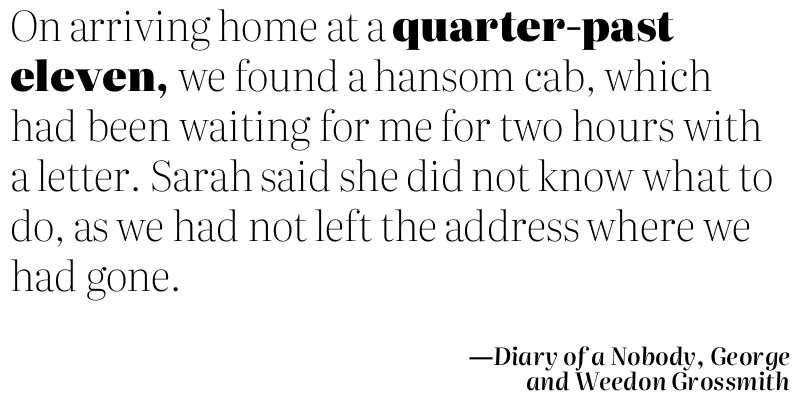 On arriving home at a quarter-past
eleven, we found a hansom cab, which
had been waiting for me for two hours with
a letter. Sarah said she did not know what to
do, as we had not left the address where we
had gone.
—Diary of a Nobody, George
and Weedon Grossmith